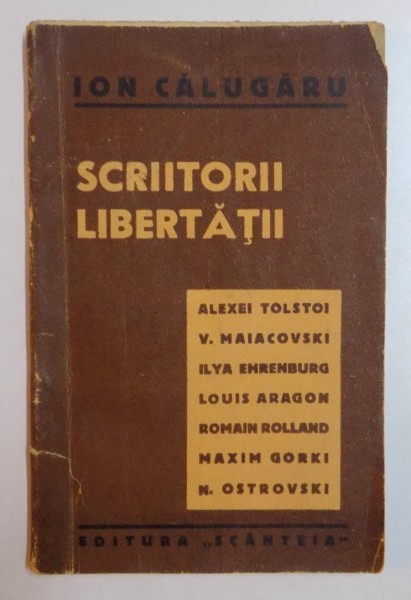 ION CĂLUGĂRU
SCRIITORII
LIBERTĂŢII
ALEXEI TOLSTOI
V. MAIACOVSKI
ILYA EHRENBURG
LOUIS ARAGON
ROMAIN ROLLAND
MAXIM GORKI
N. OSTROVSKI
EDITURA „SCÂNTEIA"